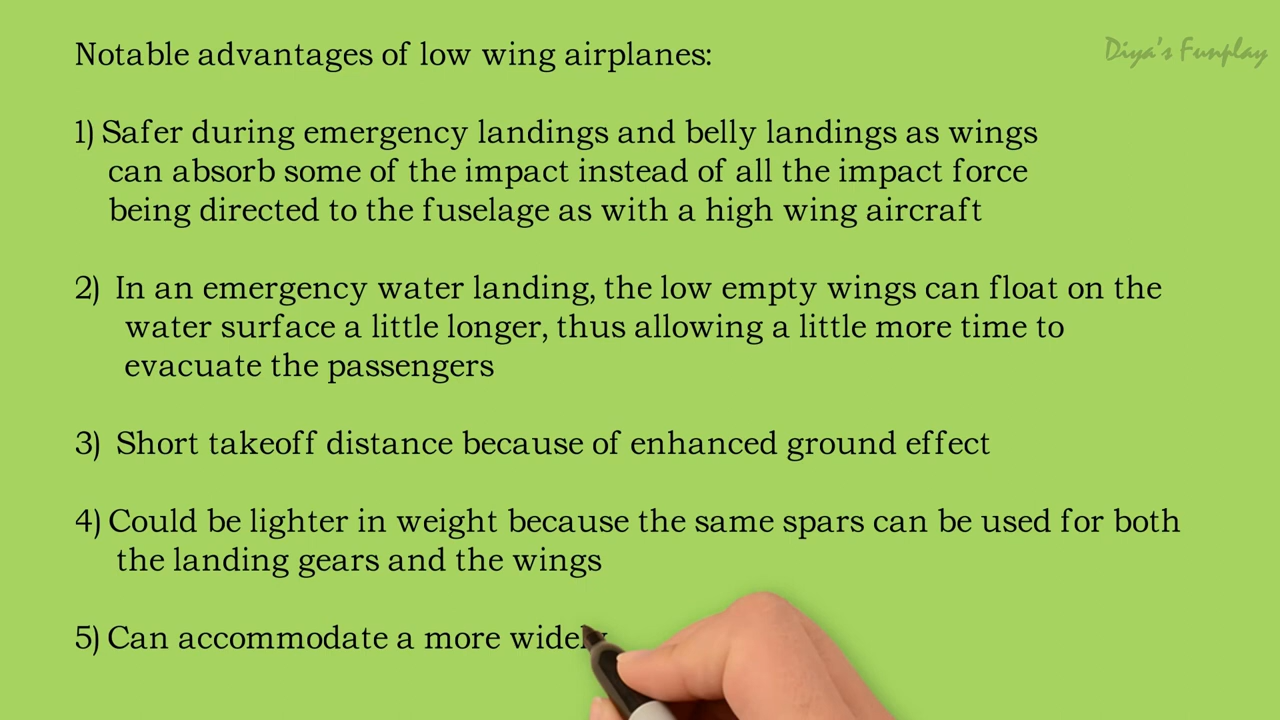 Notable advantages of low wing airplanes:
Diya's Funplay
1) Safer during emergency landings and belly landings as wings
can absorb some of the impact instead of all the impact force
being directed to the fuselage as with a high wing aircraft
2) In an emergency water landing, the low empty wings can float on the
water surface a little longer, thus allowing a little more time to
evacuate the passengers
3) Short takeoff distance because of enhanced ground effect
4) Could be lighter in weight because the same spars can be used for both
the landing gears and the wings
5) Can accommodate a more widely